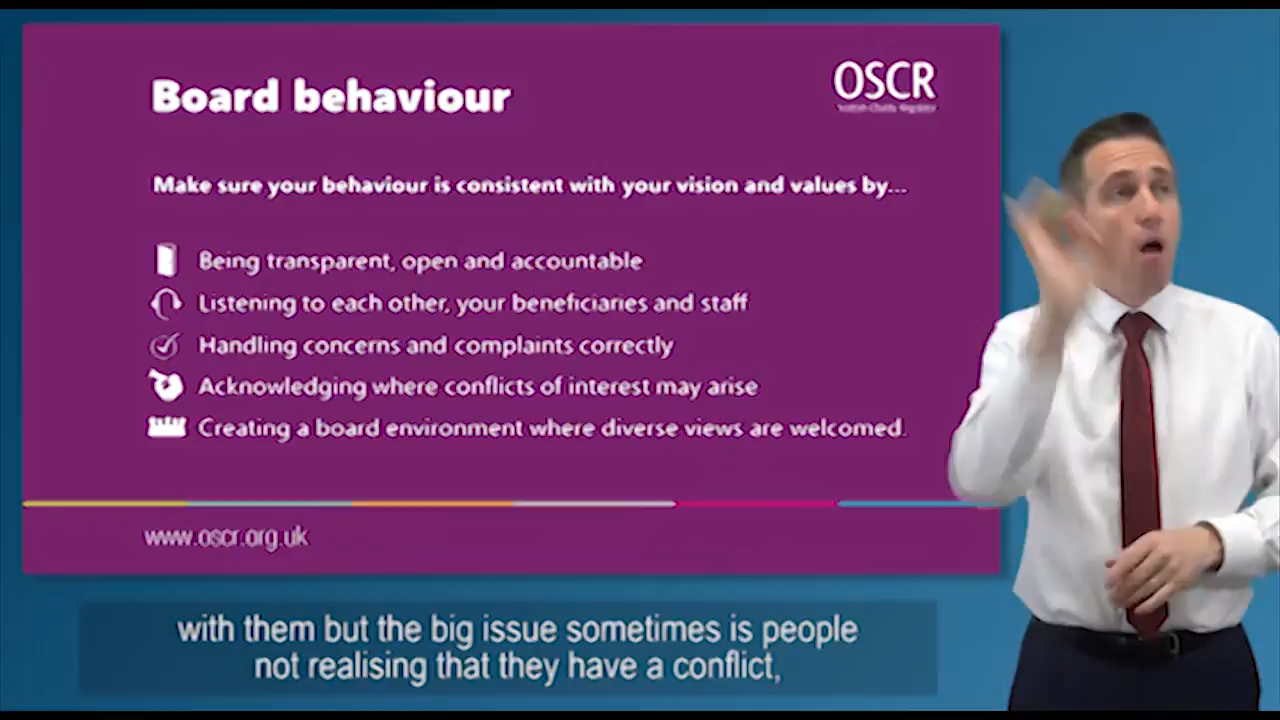 Board behaviour
OSCR
Scottish Charity Regulator
Make sure your behaviour is consistent with your vision and values by...
Being transparent, open and accountable
Listening to each other, your beneficiaries and staff
Handling concerns and complaints correctly
Acknowledging where conflicts of interest may arise
Creating a board environment where diverse views are welcomed.
www.oscr.org.uk
with them but the big issue sometimes is people
not realising that they have a conflict,